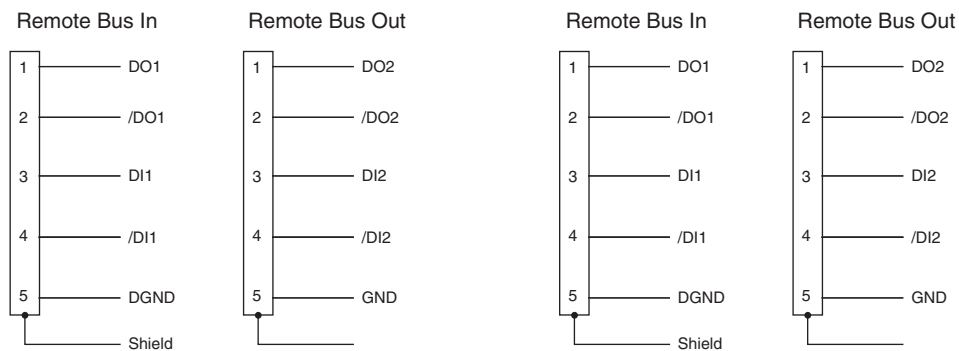 Remote Bus In
1 DO1
2 /DO1
3 DI1
4 /DI1
5 DGND
Shield
Remote Bus Out
1 DO2
2 /DO2
3 DI2
4 /DI2
5 GND
Remote Bus In
1 DO1
2 /DO1
3 DI1
4 /DI1
5 DGND
Shield
Remote Bus Out
1 DO2
2 /DO2
3 DI2
4 /DI2
5 GND